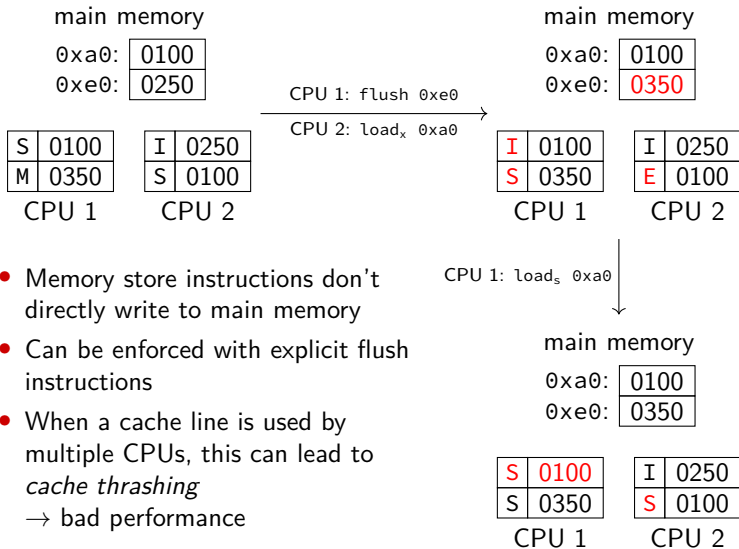 main memory
0xa0: 0100
0xe0: 0250
S 0100
M 0350
CPU 1
I 0250
S 0100
CPU 2
CPU 1: flush 0xe0
CPU 2: loadₓ 0xa0
main memory
0xa0: 0100
0xe0: 0350
I 0100
S 0350
CPU 1
I 0250
E 0100
CPU 2
• Memory store instructions don't
directly write to main memory
• Can be enforced with explicit flush
instructions
• When a cache line is used by
multiple CPUs, this can lead to
cache thrashing
→ bad performance
CPU 1: loadₛ 0xa0
main memory
0xa0: 0100
0xe0: 0350
S 0100
S 0350
CPU 1
I 0250
S 0100
CPU 2